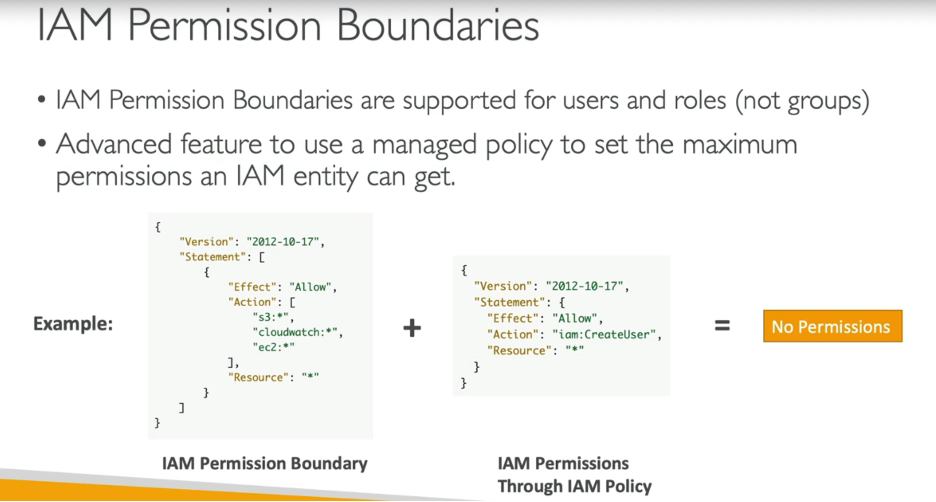 IAM Permission Boundaries
• IAM Permission Boundaries are supported for users and roles (not groups)
• Advanced feature to use a managed policy to set the maximum
permissions an IAM entity can get.
Example:
{
"Version": "2012-10-17",
"Statement": [
{
"Effect": "Allow",
"Action": [
"s3:*",
"cloudwatch:*",
"ec2:*"
],
"Resource": "*"
}
]
}
IAM Permission Boundary
+
{
"Version": "2012-10-17",
"Statement": {
"Effect": "Allow",
"Action": "iam:CreateUser",
"Resource": "*"
}
}
IAM Permissions
Through IAM Policy
=
No Permissions